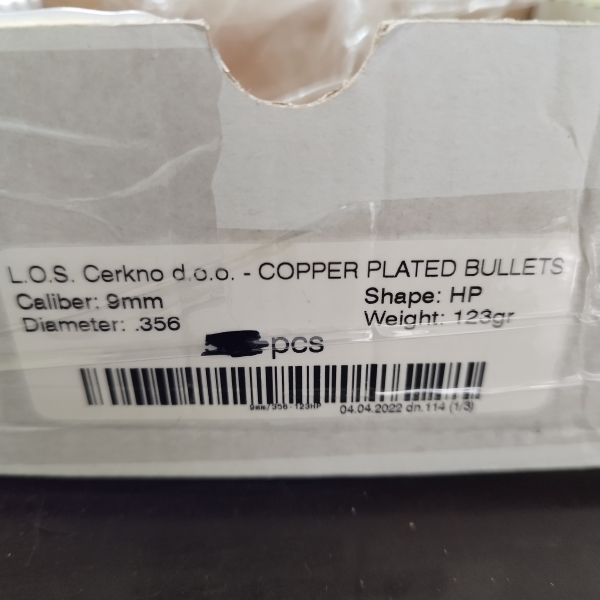 L.O.S. Cerkno d.o.o. - COPPER PLATED BULLETS
Caliber: 9mm
Shape: HP
Diameter: .356
Weight: 123gr
pcs
9mm/356-123HP
04.04.2022 dn.114 (1/3)